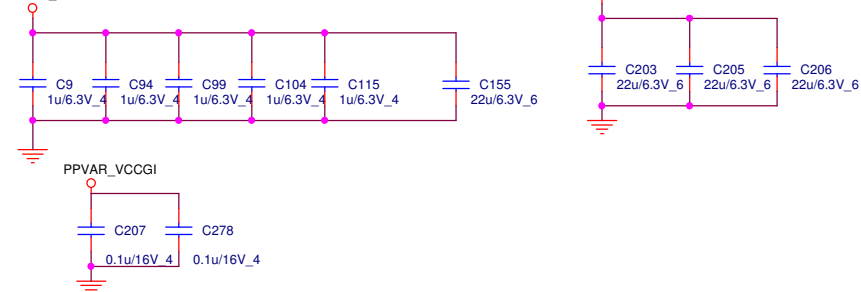 C9 C94 C99 C104 C115 C155
1u/6.3V_4 1u/6.3V_4 1u/6.3V_4 1u/6.3V_4 1u/6.3V_4 22u/6.3V_6
C203 C205 C206
22u/6.3V_6 22u/6.3V_6 22u/6.3V_6
PPVAR_VCCGI
C207 C278
0.1u/16V_4 0.1u/16V_4